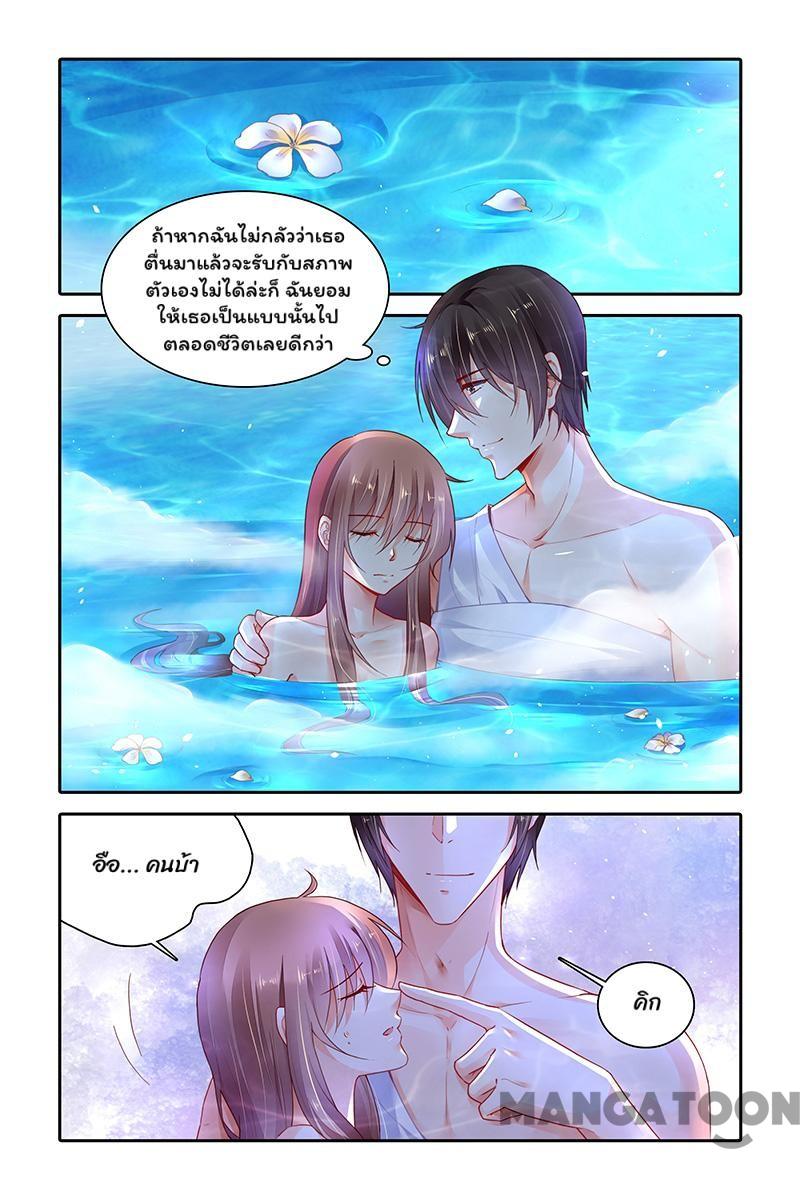 ถ้าหากฉันไม่กลัวว่าเธอ
ตื่นมาแล้วจะรับกับสภาพ
ตัวเองไม่ได้ล่ะก็ ฉันยอม
ให้เธอเป็นแบบนั้นไป
ตลอดชีวิตเลยดีกว่า
อือ... คนบ้า
คิก
MANGATOON